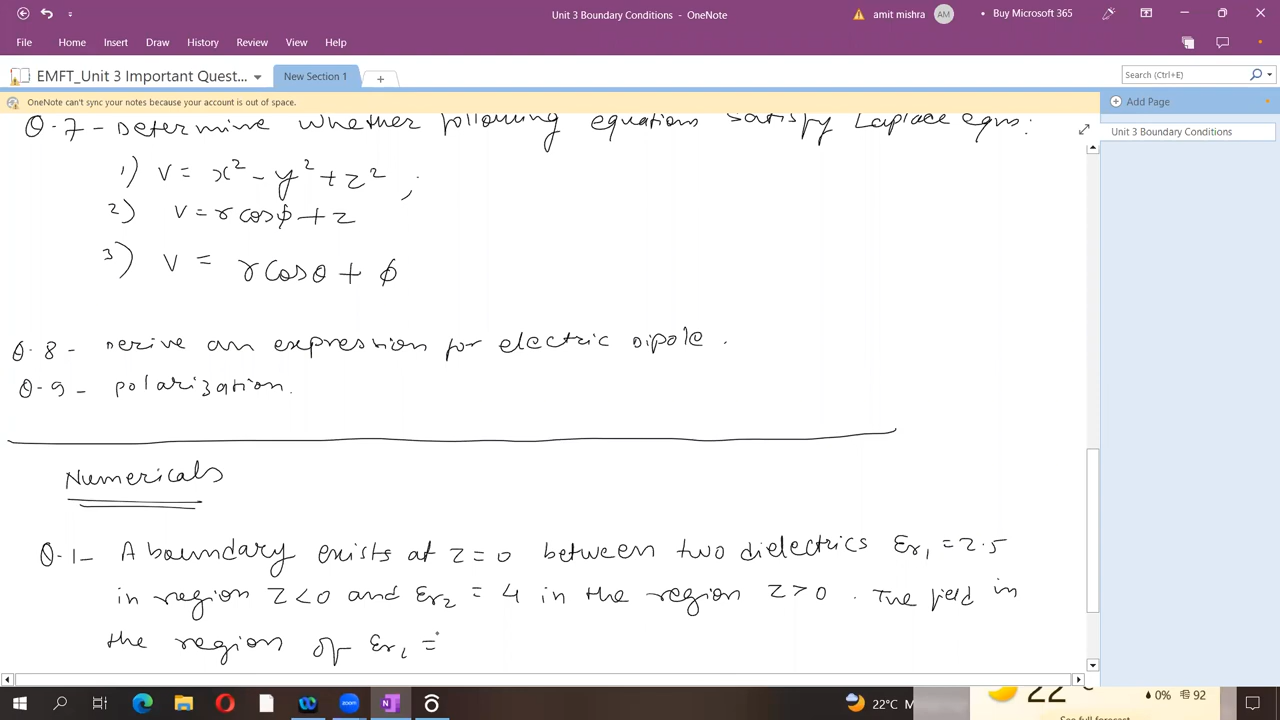 Unit 3 Boundary Conditions - OneNote
amit mishra
AM
Buy Microsoft 365
File Home Insert Draw History Review View Help
EMFT_Unit 3 Important Quest...
New Section 1
Search (Ctrl+E)
OneNote can't sync your notes because your account is out of space.
Add Page
Unit 3 Boundary Conditions
Q.7 - Determine whether following equations satisfy Laplace eqns:
1) V = x² - y² + z² ;
2) V = r cosϕ + z
3) V = r cosθ + ϕ
Q.8 - Derive an expression for electric Dipole.
Q.9 - polarization.
Numericals
Q.1- A boundary exists at z=0 between two dielectrics εr₁ = 2.5
in region z<0 and εr₂ = 4 in the region z>0. The field in
the region of εr₁ =
22°C M
22°
0%
92
See full forecast